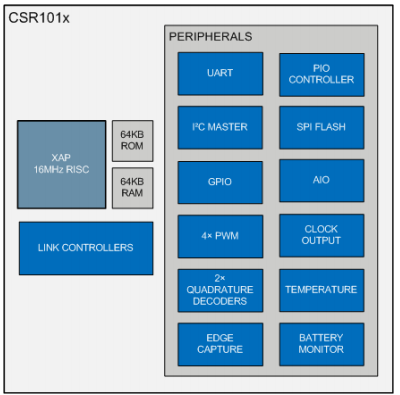 CSR101x
PERIPHERALS
UART
PIO
CONTROLLER
I²C MASTER
SPI FLASH
XAP
16MHz RISC
64KB
ROM
64KB
RAM
GPIO
AIO
LINK CONTROLLERS
4× PWM
CLOCK
OUTPUT
2×
QUADRATURE
DECODERS
TEMPERATURE
EDGE
CAPTURE
BATTERY
MONITOR